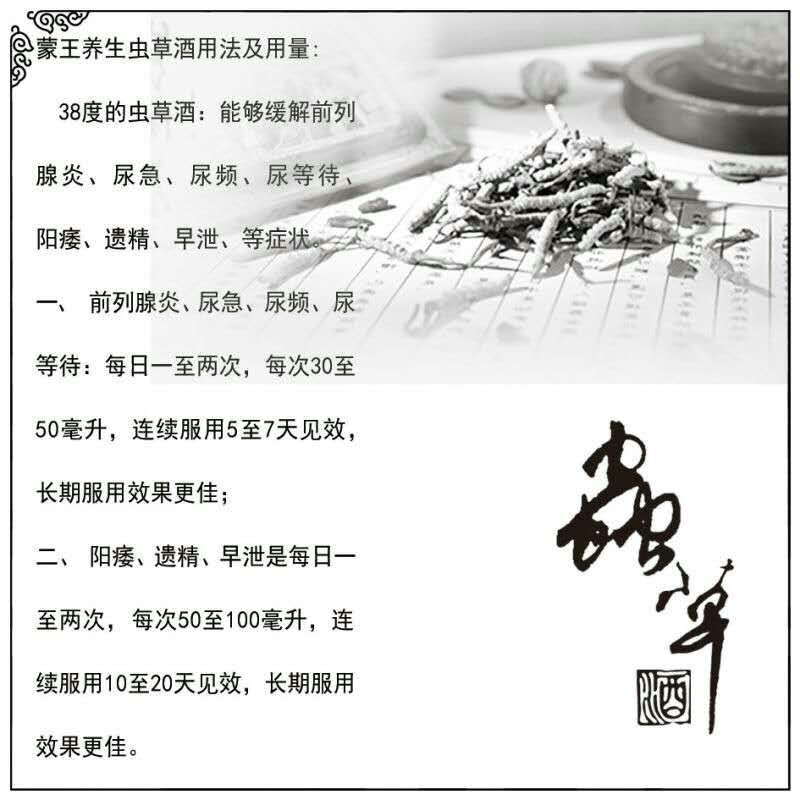 蒙王养生虫草酒用法及用量:
38度的虫草酒：能够缓解前列
腺炎、尿急、尿频、尿等待、
阳痿、遗精、早泄、等症状。
一、 前列腺炎、尿急、尿频、尿
等待：每日一至两次，每次30至
50毫升，连续服用5至7天见效，
长期服用效果更佳；
二、 阳痿、遗精、早泄是每日一
至两次，每次50至100毫升，连
续服用10至20天见效，长期服用
效果更佳。
蟲
草
酒